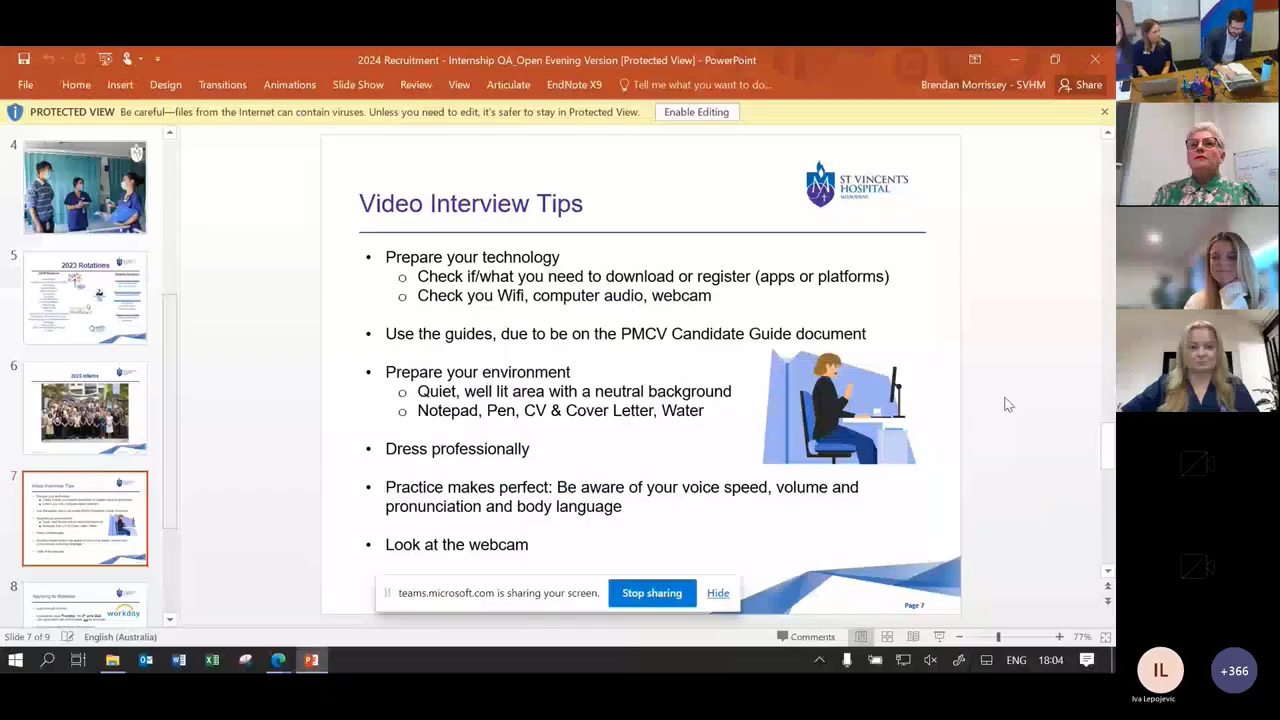 2024 Recruitment - Internship QA_Open Evening Version [Protected View] - PowerPoint
File Home Insert Design Transitions Animations Slide Show Review View Articulate EndNote X9 Tell me what you want to do... Brendan Morrissey - SVHM Share
PROTECTED VIEW Be careful—files from the Internet can contain viruses. Unless you need to edit, it's safer to stay in Protected View. Enable Editing
4
5
2023 Rotations
6
2023 Interns
7
Video Interview Tips
8
Applying to Workday
workday
ST VINCENT'S
HOSPITAL
MELBOURNE
Video Interview Tips
• Prepare your technology
o Check if/what you need to download or register (apps or platforms)
o Check you Wifi, computer audio, webcam
• Use the guides, due to be on the PMCV Candidate Guide document
• Prepare your environment
o Quiet, well lit area with a neutral background
o Notepad, Pen, CV & Cover Letter, Water
• Dress professionally
• Practice makes perfect: Be aware of your voice speed, volume and
pronunciation and body language
• Look at the webcam
teams.microsoft.com is sharing your screen. Stop sharing Hide
Page 7
Slide 7 of 9 English (Australia) Comments 77%
ENG 18:04
IL
+366
Iva Lepojevic